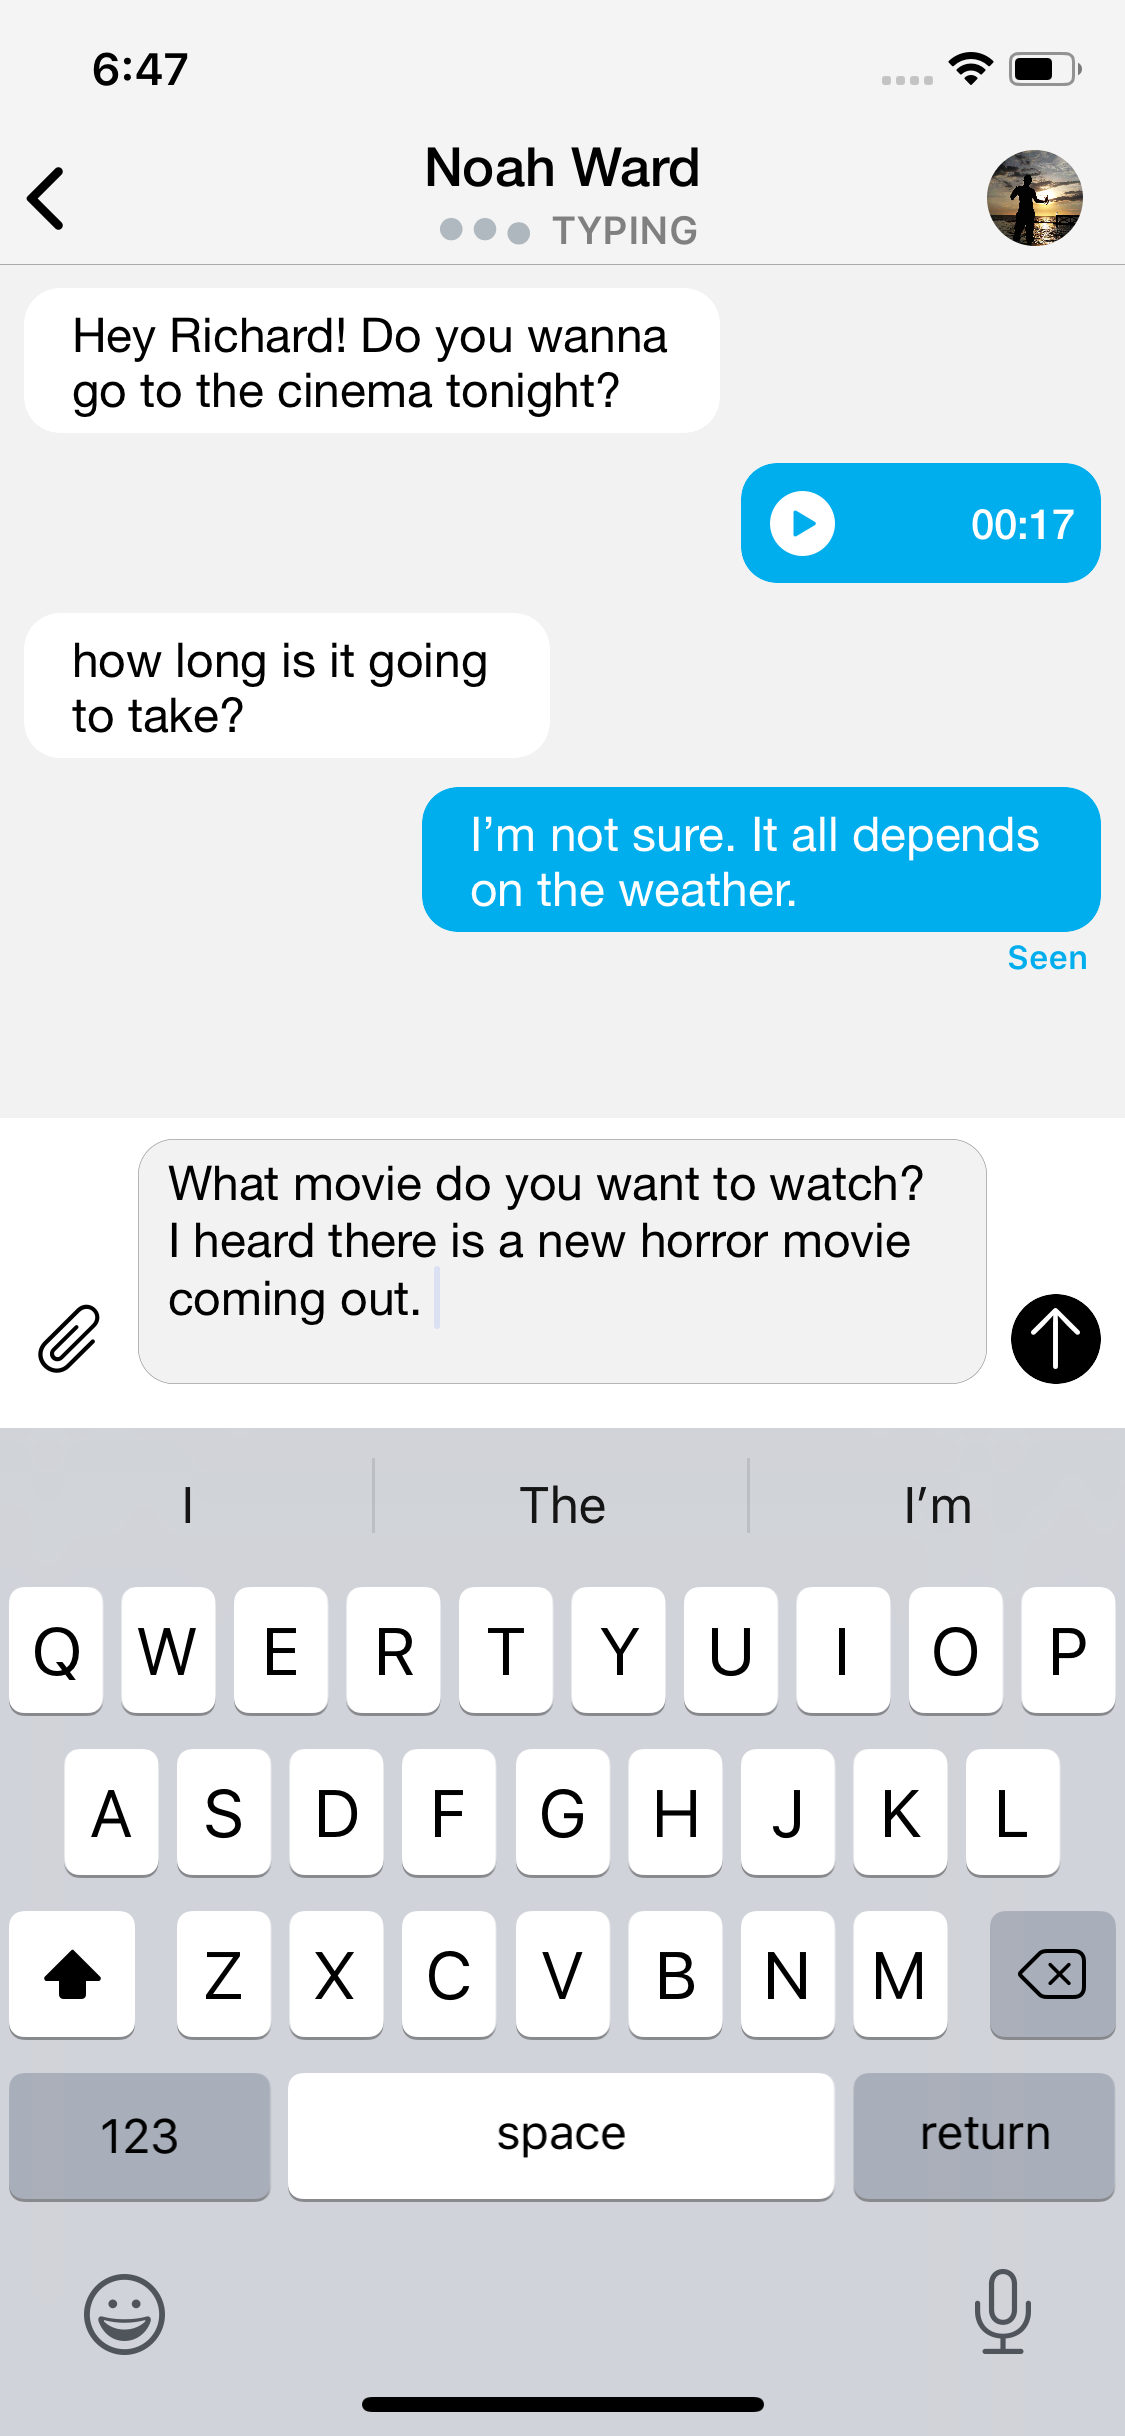 6:47
Noah Ward
TYPING
Hey Richard! Do you wanna
go to the cinema tonight?
00:17
how long is it going
to take?
I’m not sure. It all depends
on the weather.
Seen
What movie do you want to watch?
I heard there is a new horror movie
coming out.
I The I’m
Q W E R T Y U I O P
A S D F G H J K L
Z X C V B N M
123 space return